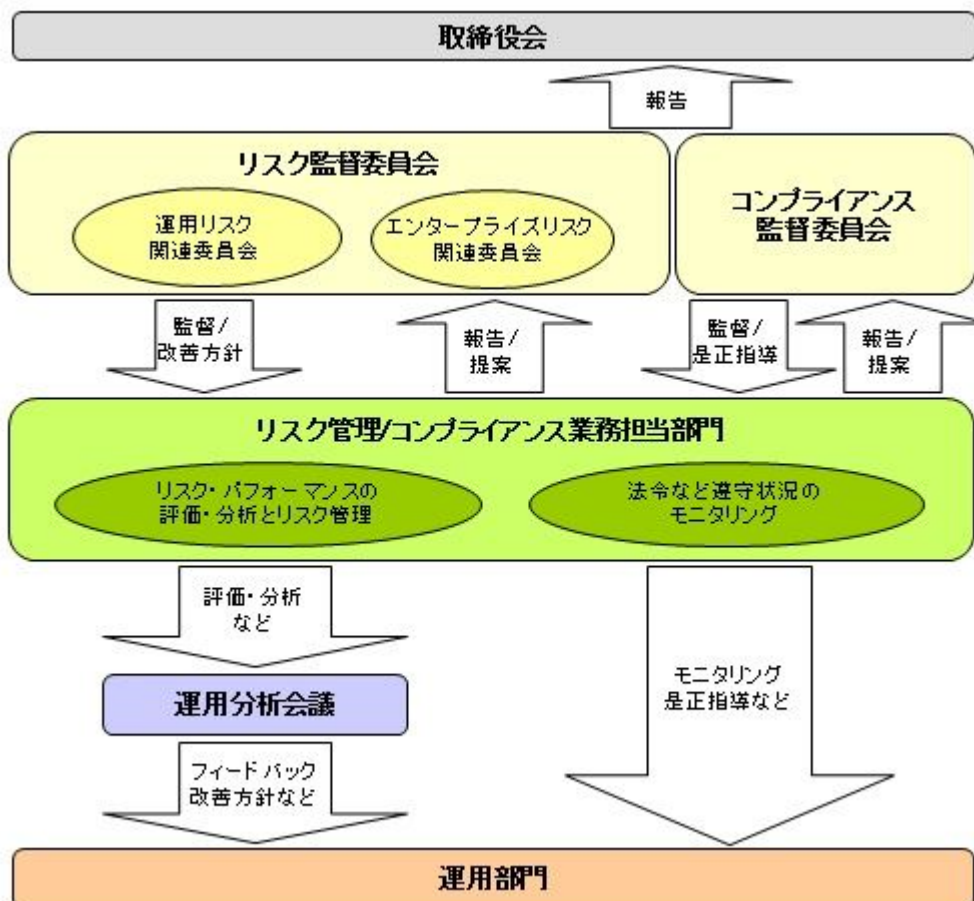 取締役会
報告
リスク監督委員会
運用リスク
関連委員会
エンタープライズリスク
関連委員会
コンプライアンス
監督委員会
監督/
改善方針
報告/
提案
監督/
是正指導
報告/
提案
リスク管理/コンプライアンス業務担当部門
リスク・パフォーマンスの
評価・分析とリスク管理
法令など遵守状況の
モニタリング
評価・分析
など
運用分析会議
モニタリング
是正指導など
フィードバック
改善方針など
運用部門